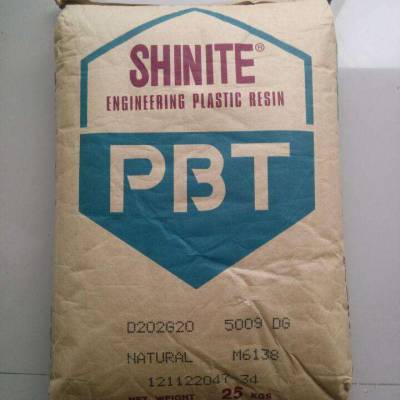 SHINITE®
ENGINEERING PLASTIC RESIN
PBT
D202G20 5009 DG
NATURAL M6138
121122047-34
NET WEIGHT 25 KGS